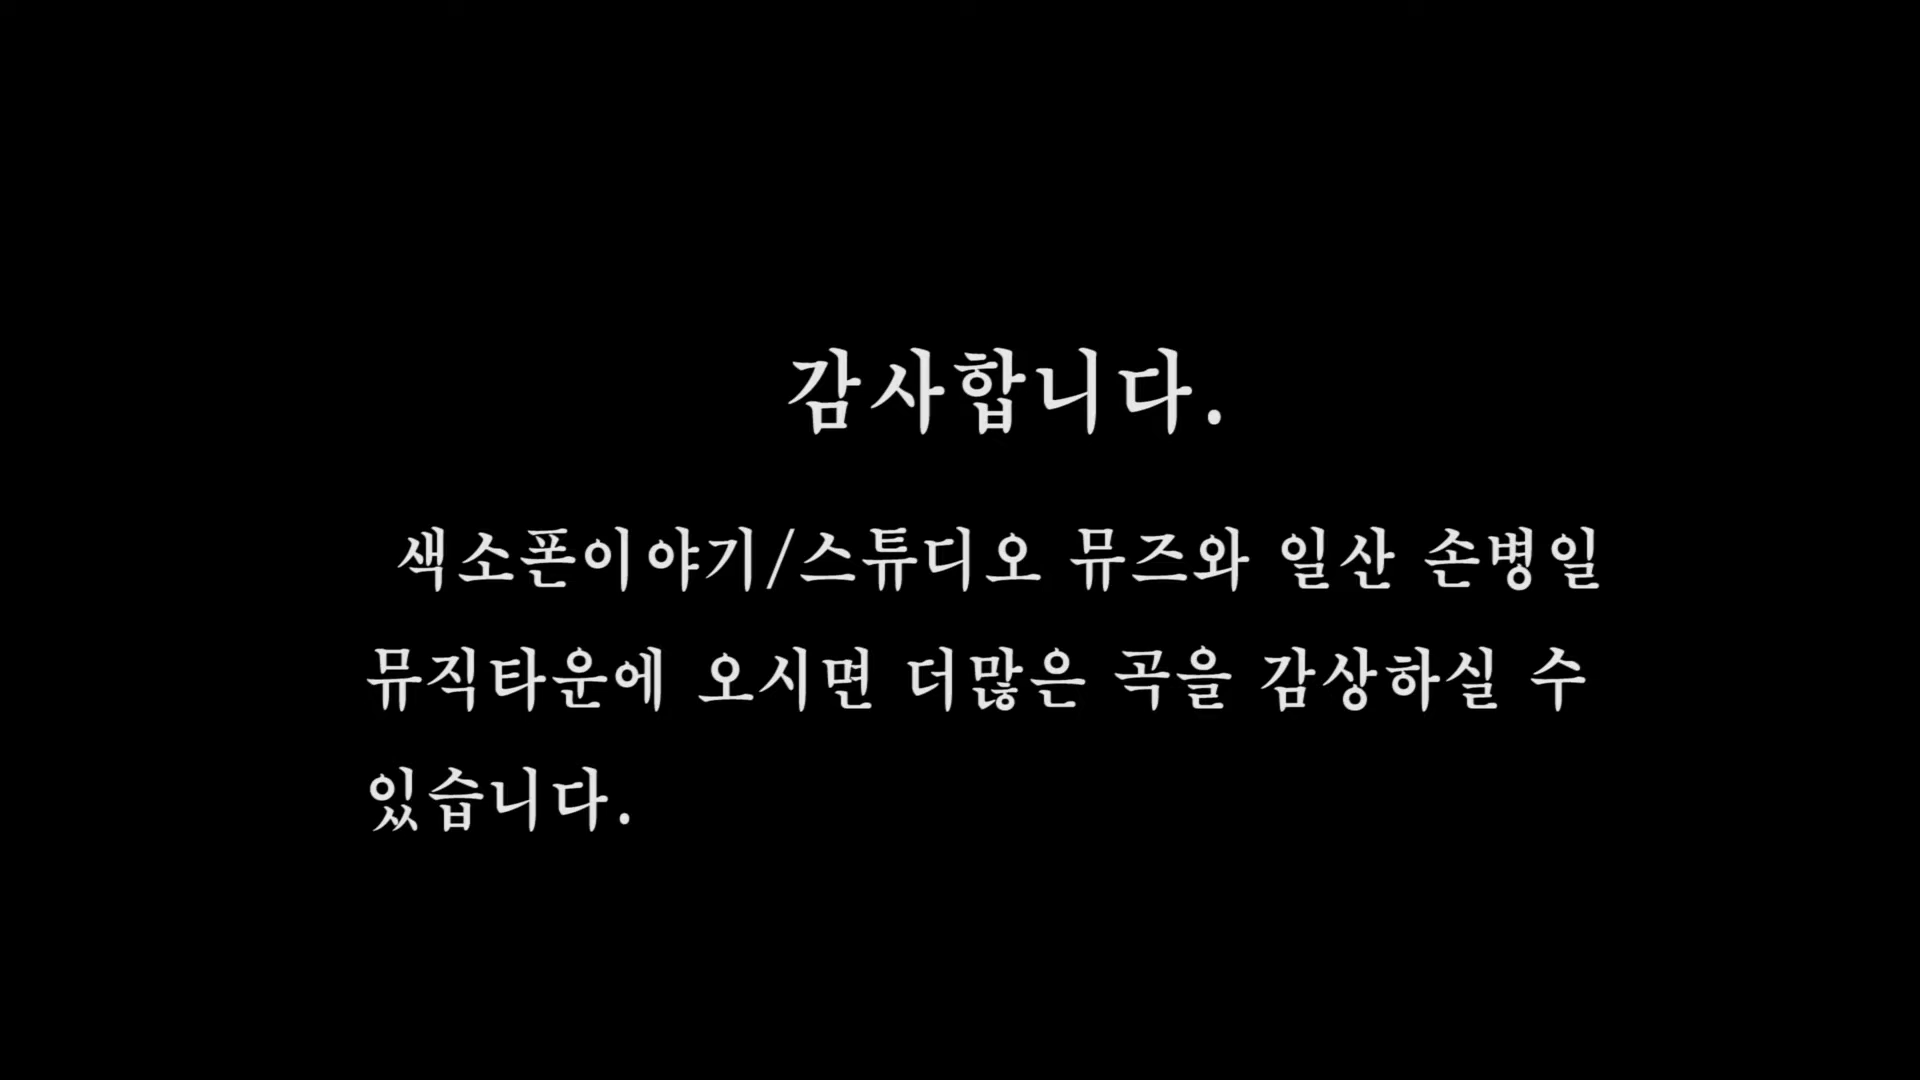 감사합니다.
색소폰이야기/스튜디오 뮤즈와 일산 손병일
뮤직타운에 오시면 더많은 곡을 감상하실 수
있습니다.